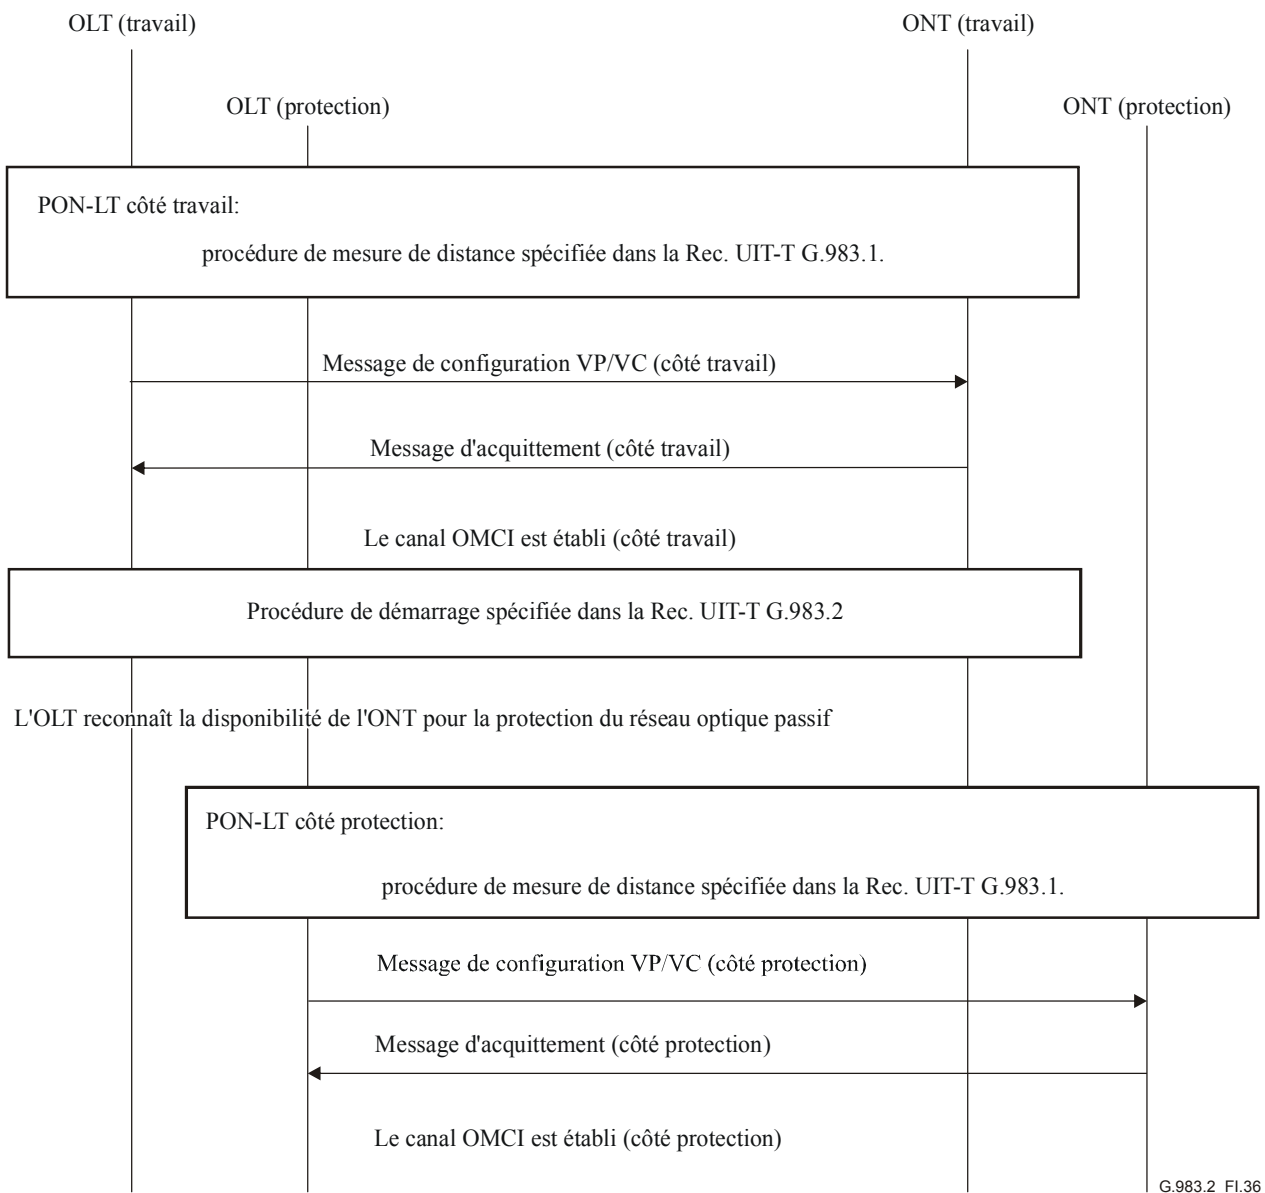 OLT (travail)
ONT (travail)
OLT (protection)
ONT (protection)
PON-LT côté travail:
procédure de mesure de distance spécifiée dans la Rec. UIT-T G.983.1.
Message de configuration VP/VC (côté travail)
Message d'acquittement (côté travail)
Le canal OMCI est établi (côté travail)
Procédure de démarrage spécifiée dans la Rec. UIT-T G.983.2
L'OLT reconnaît la disponibilité de l'ONT pour la protection du réseau optique passif
PON-LT côté protection:
procédure de mesure de distance spécifiée dans la Rec. UIT-T G.983.1.
Message de configuration VP/VC (côté protection)
Message d'acquittement (côté protection)
Le canal OMCI est établi (côté protection)
G.983.2_FI.36